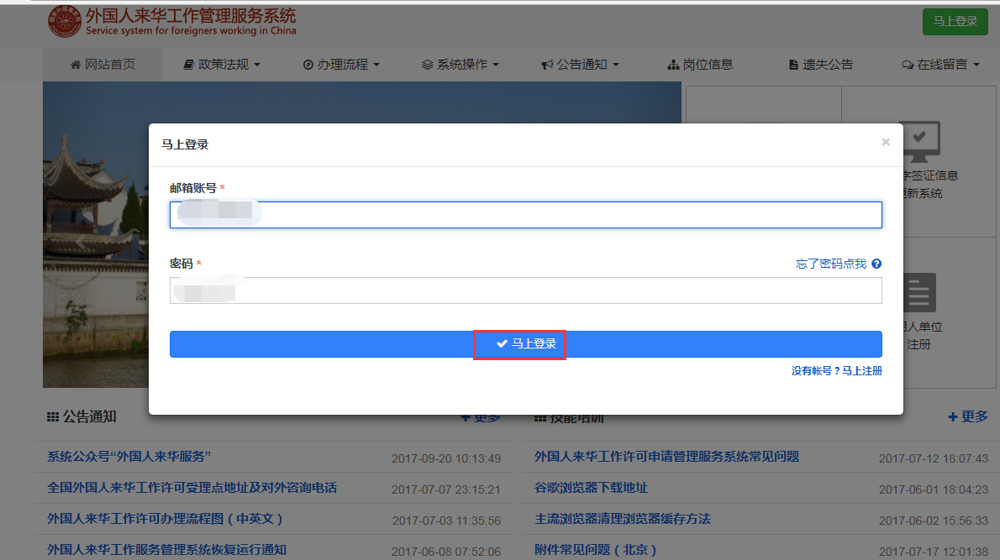 外国人来华工作管理服务系统
Service system for foreigners working in China
马上登录
网站首页 政策法规 办理流程 系统操作 公告通知 岗位信息 遗失公告 在线留言
马上登录 ×
邮箱账号 *
密码 * 忘了密码点我
马上登录
没有帐号？马上注册
签证信息
新系统
人单位
注册
公告通知 更多
系统公众号“外国人来华服务” 2017-09-20 10:13:49
全国外国人来华工作许可受理点地址及对外咨询电话 2017-07-07 23:15:21
外国人来华工作许可办理流程图（中英文） 2017-07-03 11:35:56
外国人来华工作服务管理系统恢复运行通知 2017-06-08 07:52:06
技能培训 更多
外国人来华工作许可申请管理服务系统常见问题 2017-07-12 18:07:43
谷歌浏览器下载地址 2017-06-01 18:04:23
主流浏览器清理浏览器缓存方法 2017-06-02 15:56:33
附件常见问题（北京） 2017-07-17 12:01:38